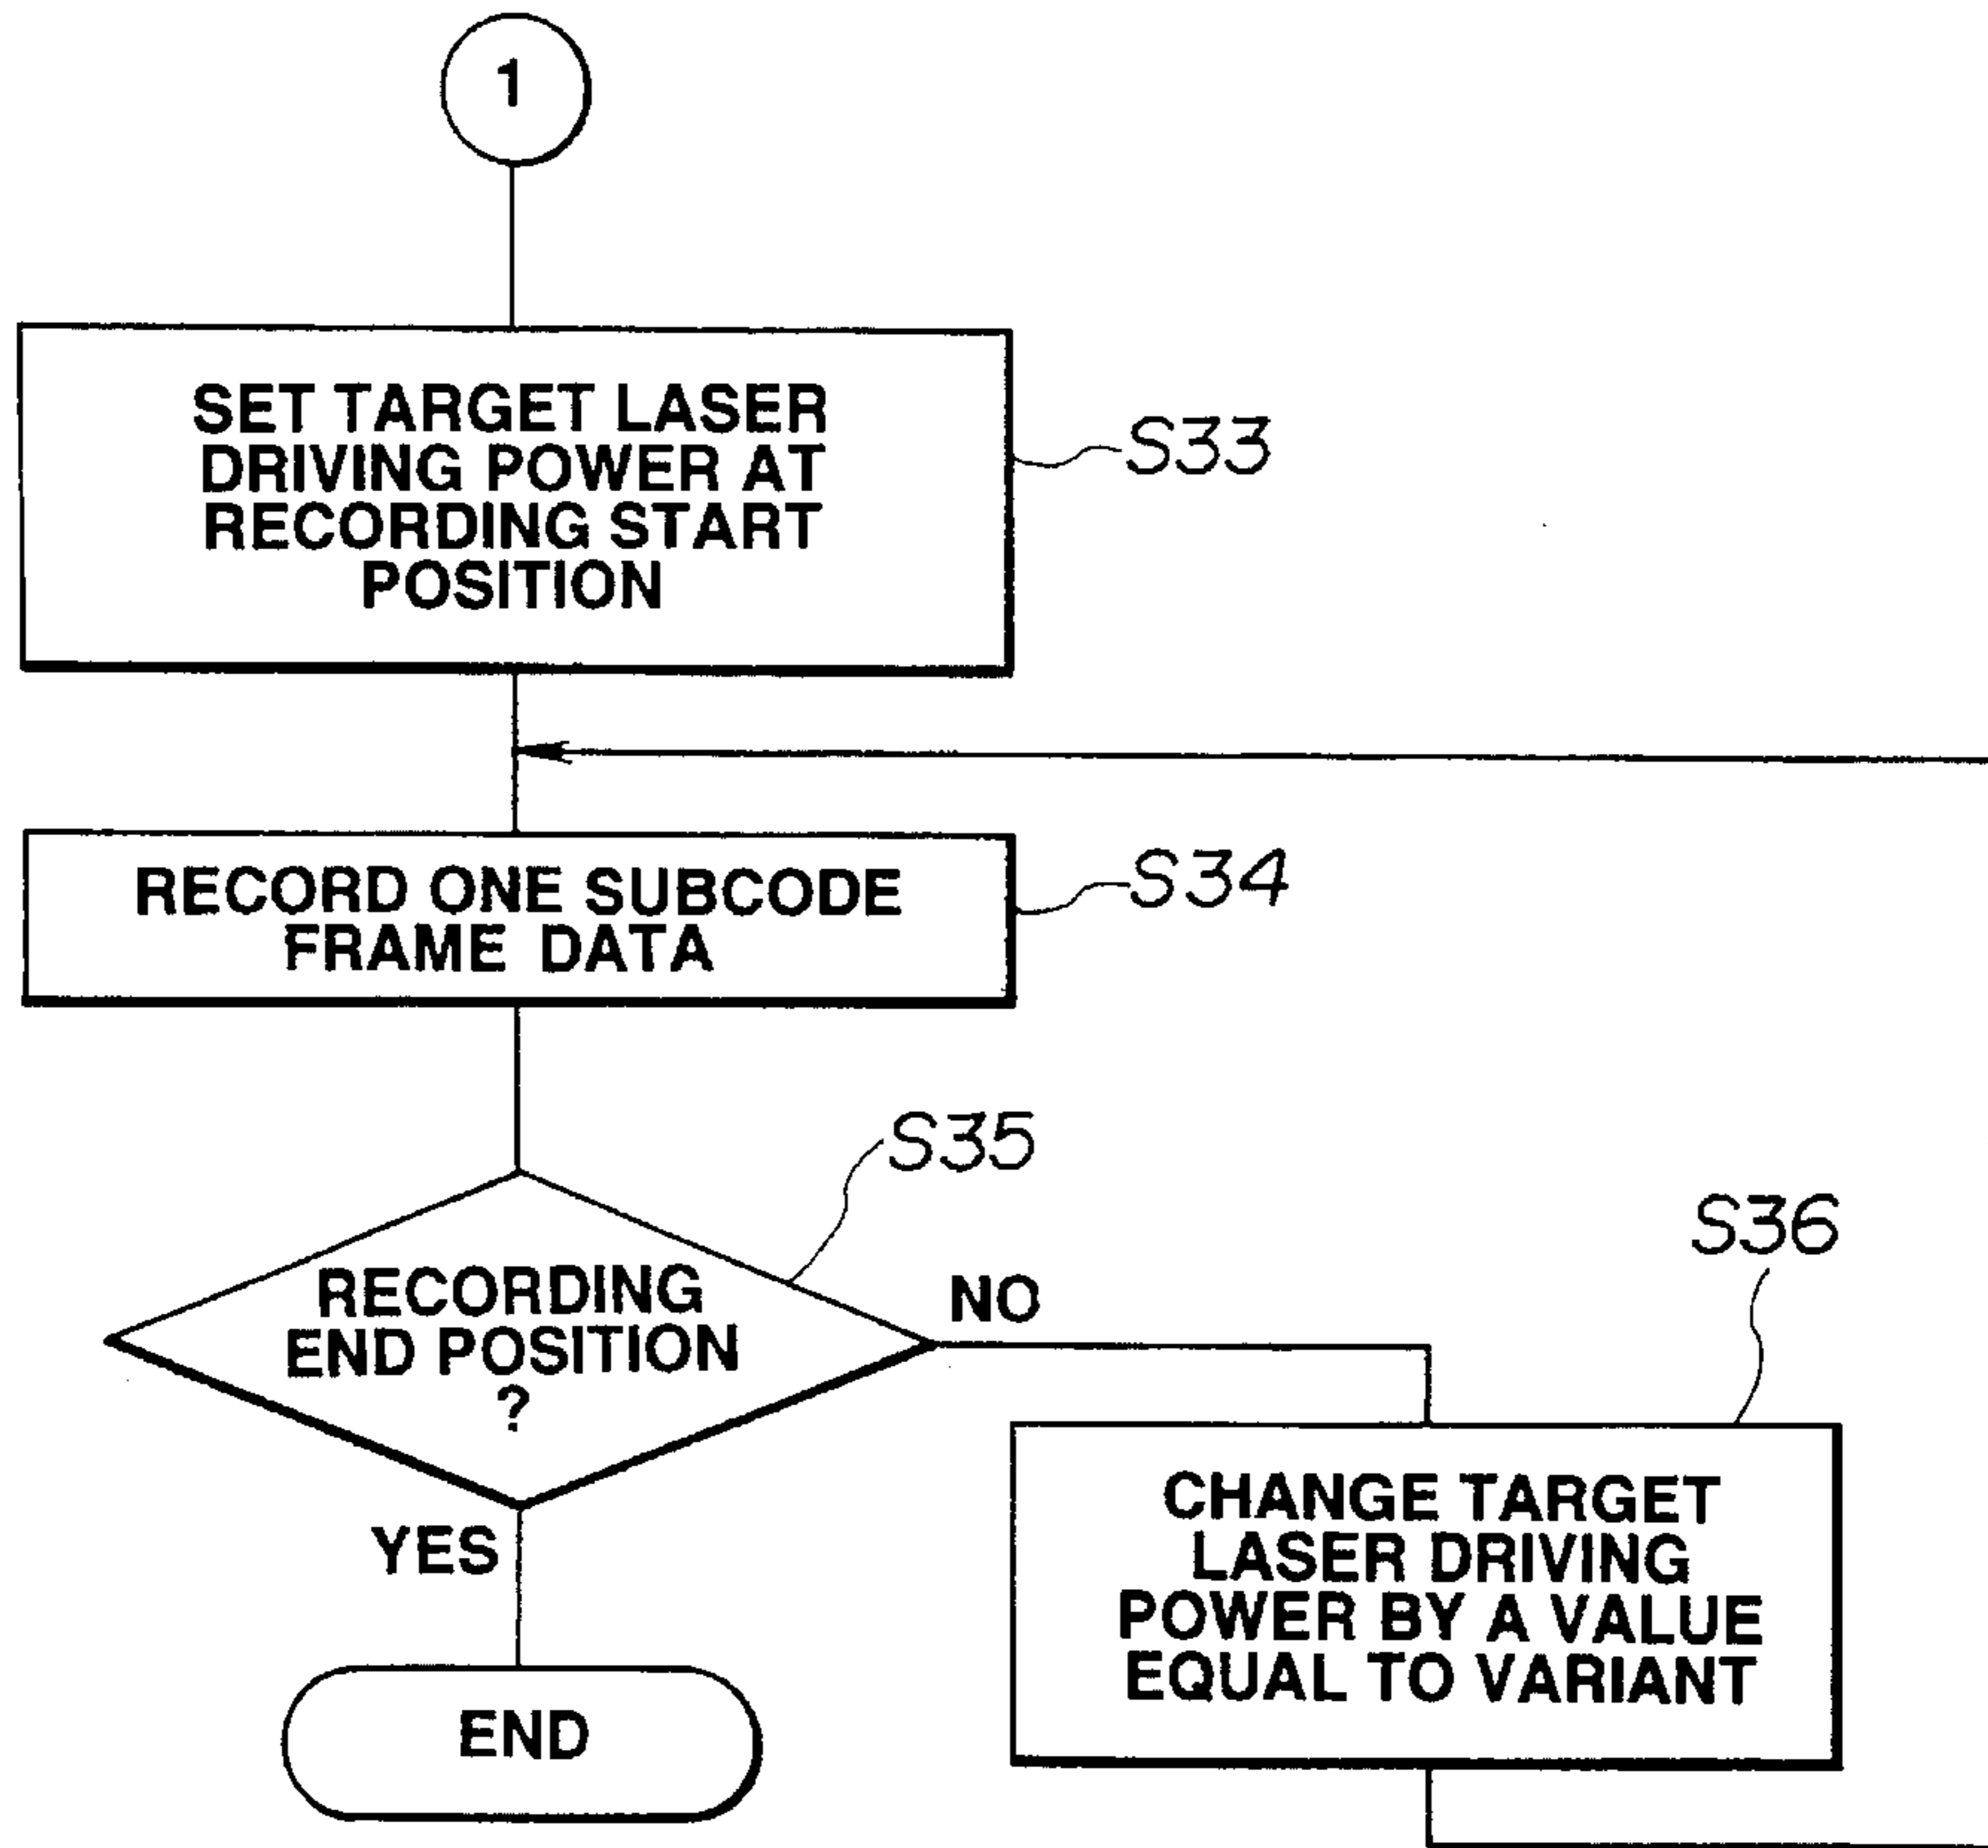 1
SET TARGET LASER
DRIVING POWER AT
RECORDING START
POSITION
S33
RECORD ONE SUBCODE
FRAME DATA
S34
RECORDING
END POSITION
?
S35
NO
YES
S36
CHANGE TARGET
LASER DRIVING
POWER BY A VALUE
EQUAL TO VARIANT
END